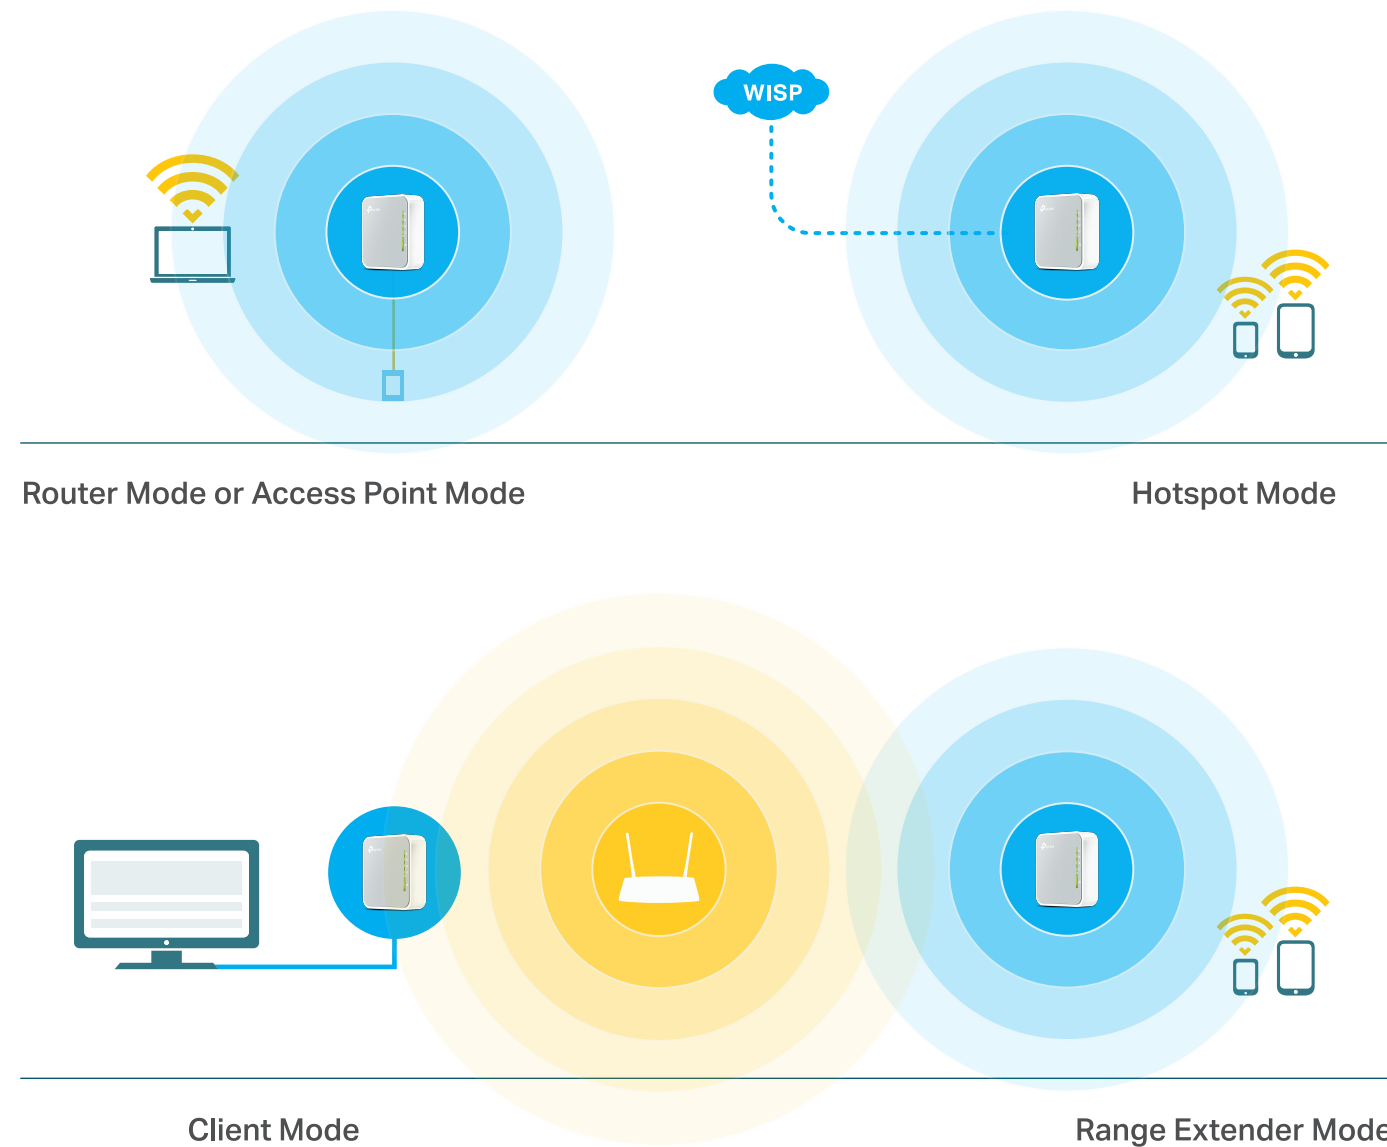 WISP
Router Mode or Access Point Mode
Hotspot Mode
Client Mode
Range Extender Mode